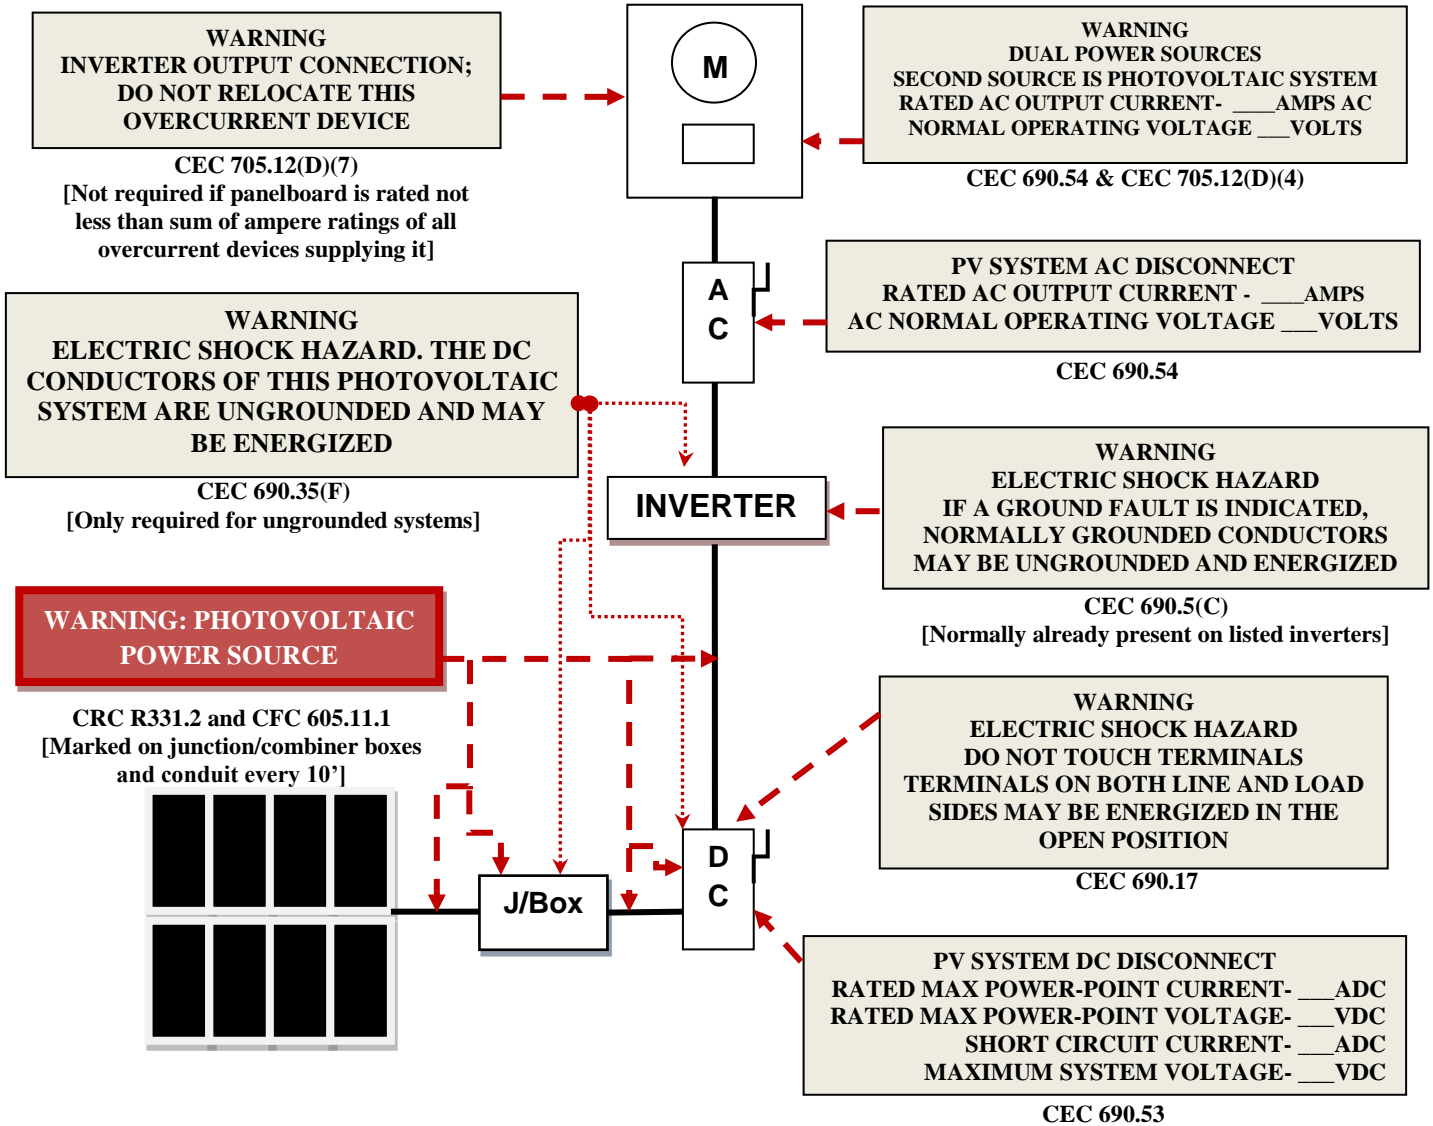 WARNING
INVERTER OUTPUT CONNECTION;
DO NOT RELOCATE THIS
OVERCURRENT DEVICE
CEC 705.12(D)(7)
[Not required if panelboard is rated not
less than sum of ampere ratings of all
overcurrent devices supplying it]
M
WARNING
DUAL POWER SOURCES
SECOND SOURCE IS PHOTOVOLTAIC SYSTEM
RATED AC OUTPUT CURRENT- ____AMPS AC
NORMAL OPERATING VOLTAGE ___VOLTS
CEC 690.54 & CEC 705.12(D)(4)
A
C
PV SYSTEM AC DISCONNECT
RATED AC OUTPUT CURRENT - ____AMPS
AC NORMAL OPERATING VOLTAGE ___VOLTS
CEC 690.54
WARNING
ELECTRIC SHOCK HAZARD. THE DC
CONDUCTORS OF THIS PHOTOVOLTAIC
SYSTEM ARE UNGROUNDED AND MAY
BE ENERGIZED
CEC 690.35(F)
[Only required for ungrounded systems]
INVERTER
WARNING
ELECTRIC SHOCK HAZARD
IF A GROUND FAULT IS INDICATED,
NORMALLY GROUNDED CONDUCTORS
MAY BE UNGROUNDED AND ENERGIZED
CEC 690.5(C)
[Normally already present on listed inverters]
WARNING: PHOTOVOLTAIC
POWER SOURCE
CRC R331.2 and CFC 605.11.1
[Marked on junction/combiner boxes
and conduit every 10’]
WARNING
ELECTRIC SHOCK HAZARD
DO NOT TOUCH TERMINALS
TERMINALS ON BOTH LINE AND LOAD
SIDES MAY BE ENERGIZED IN THE
OPEN POSITION
CEC 690.17
J/Box
D
C
PV SYSTEM DC DISCONNECT
RATED MAX POWER-POINT CURRENT- ___ADC
RATED MAX POWER-POINT VOLTAGE- ___VDC
SHORT CIRCUIT CURRENT- ___ADC
MAXIMUM SYSTEM VOLTAGE- ___VDC
CEC 690.53